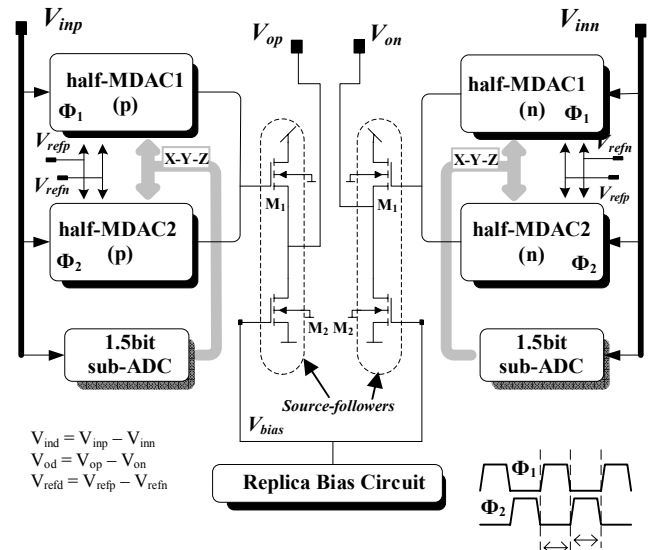 V_inp
V_op
V_on
V_inn
half-MDAC1
(p)
Φ1
half-MDAC1
(n)
Φ1
V_refp
V_refn
X-Y-Z
X-Y-Z
V_refn
V_refp
M1
M1
half-MDAC2
(p)
Φ2
half-MDAC2
(n)
Φ2
M2
M2
1.5bit
sub-ADC
1.5bit
sub-ADC
Source-followers
V_bias
V_ind = V_inp – V_inn
V_od = V_op – V_on
V_refd = V_refp – V_refn
Replica Bias Circuit
Φ1
Φ2